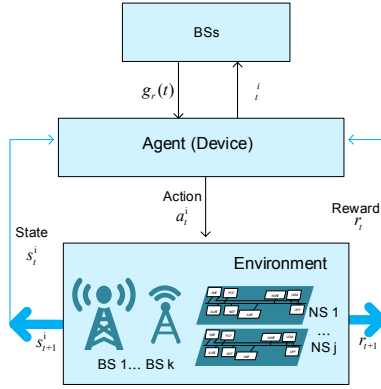 BSs
g_r(t)
i
t
Agent (Device)
Action
a_t^i
State
s_t^i
Reward
r_t
Environment
NS 1
...
NS j
BS 1... BS k
s_{t+1}^i
r_{t+1}